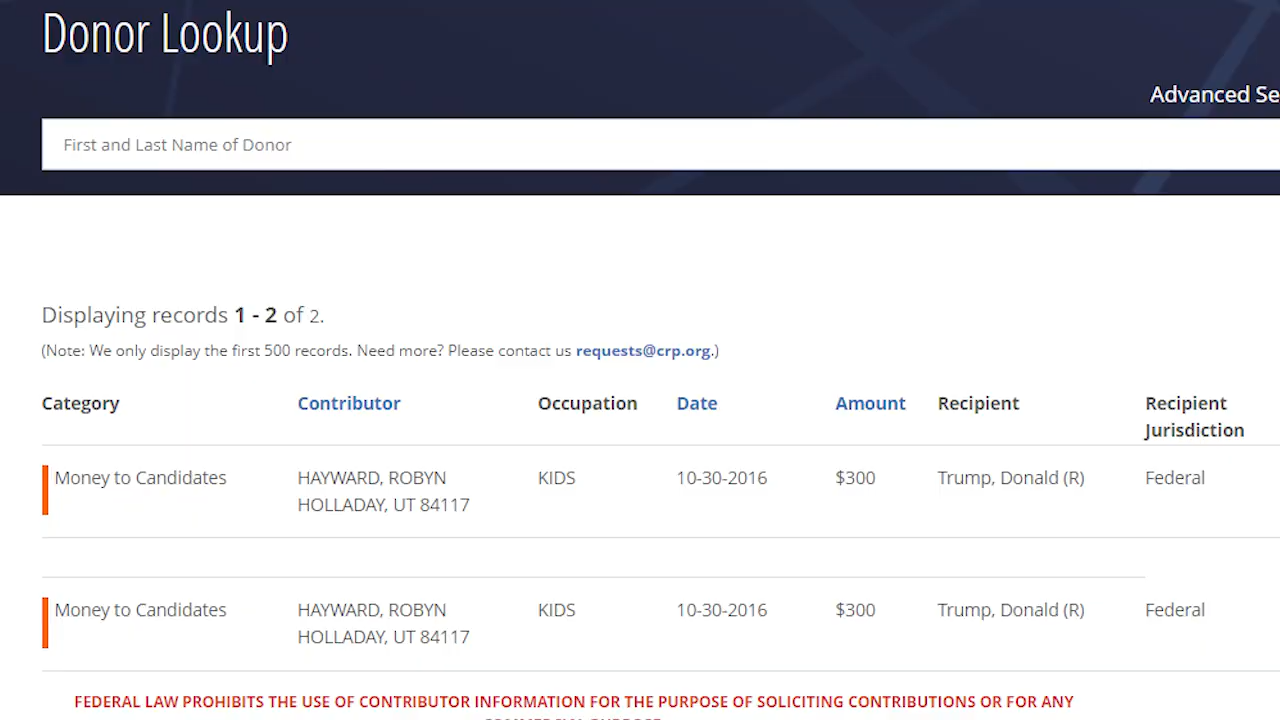 Donor Lookup
Advanced Se
First and Last Name of Donor
Displaying records 1 - 2 of 2.
(Note: We only display the first 500 records. Need more? Please contact us requests@crp.org.)
Category Contributor Occupation Date Amount Recipient Recipient
Jurisdiction
Money to Candidates HAYWARD, ROBYN KIDS 10-30-2016 $300 Trump, Donald (R) Federal
HOLLADAY, UT 84117
Money to Candidates HAYWARD, ROBYN KIDS 10-30-2016 $300 Trump, Donald (R) Federal
HOLLADAY, UT 84117
FEDERAL LAW PROHIBITS THE USE OF CONTRIBUTOR INFORMATION FOR THE PURPOSE OF SOLICITING CONTRIBUTIONS OR FOR ANY